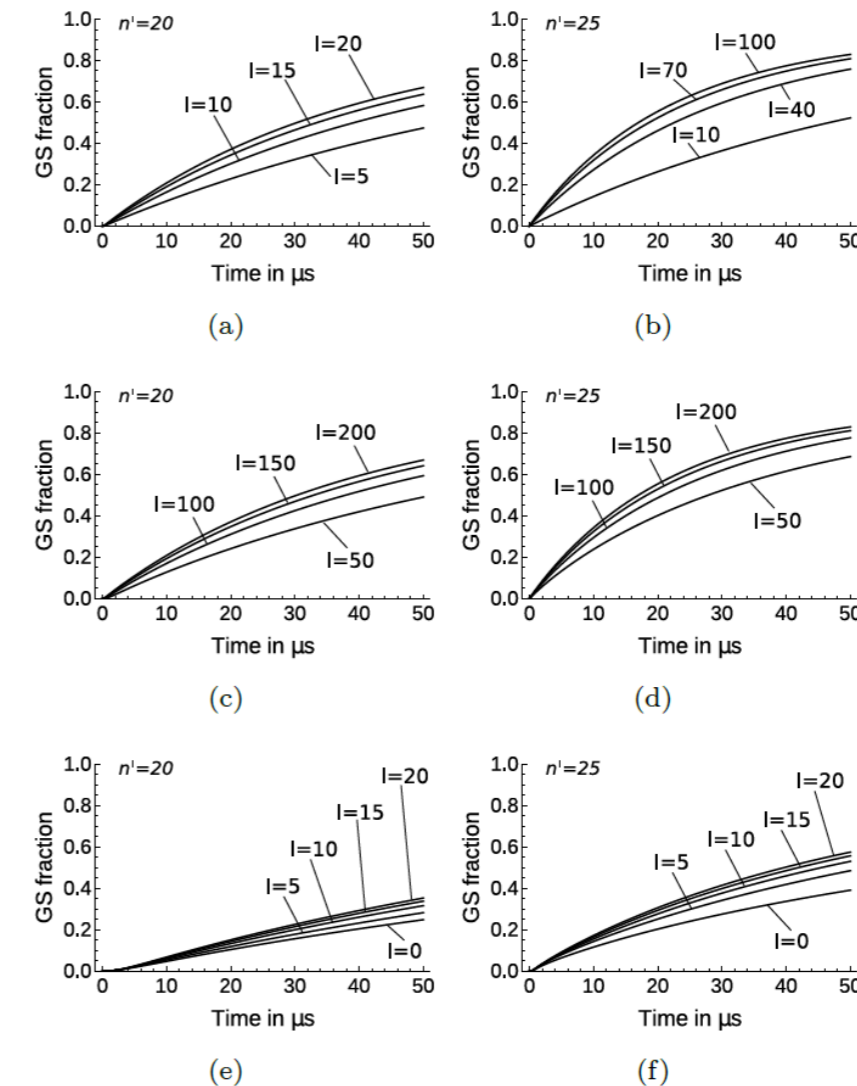 n'=20
GS fraction
1.0
0.8
0.6
0.4
0.2
0.0
I=20
I=15
I=10
I=5
0 10 20 30 40 50
Time in μs
(a)
n'=25
GS fraction
1.0
0.8
0.6
0.4
0.2
0.0
I=100
I=70
I=40
I=10
0 10 20 30 40 50
Time in μs
(b)
n'=20
GS fraction
1.0
0.8
0.6
0.4
0.2
0.0
I=200
I=150
I=100
I=50
0 10 20 30 40 50
Time in μs
(c)
n'=25
GS fraction
1.0
0.8
0.6
0.4
0.2
0.0
I=200
I=150
I=100
I=50
0 10 20 30 40 50
Time in μs
(d)
n'=20
GS fraction
1.0
0.8
0.6
0.4
0.2
0.0
I=20
I=15
I=10
I=5
I=0
0 10 20 30 40 50
Time in μs
(e)
n'=25
GS fraction
1.0
0.8
0.6
0.4
0.2
0.0
I=20
I=15
I=10
I=5
I=0
0 10 20 30 40 50
Time in μs
(f)